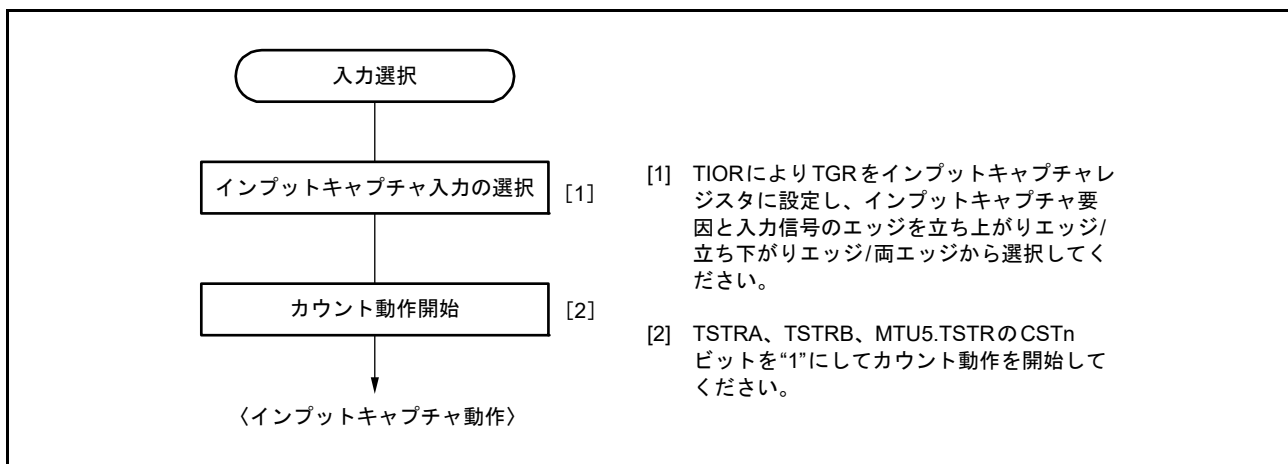 入力選択
インプットキャプチャ入力の選択 [1]
カウント動作開始 [2]
〈インプットキャプチャ動作〉
[1] TIORによりTGRをインプットキャプチャレ
ジスタに設定し、インプットキャプチャ要
因と入力信号のエッジを立ち上がりエッジ/
立ち下がりエッジ/両エッジから選択してく
ださい。
[2] TSTRA、TSTRB、MTU5.TSTRのCSTn
ビットを“1”にしてカウント動作を開始して
ください。